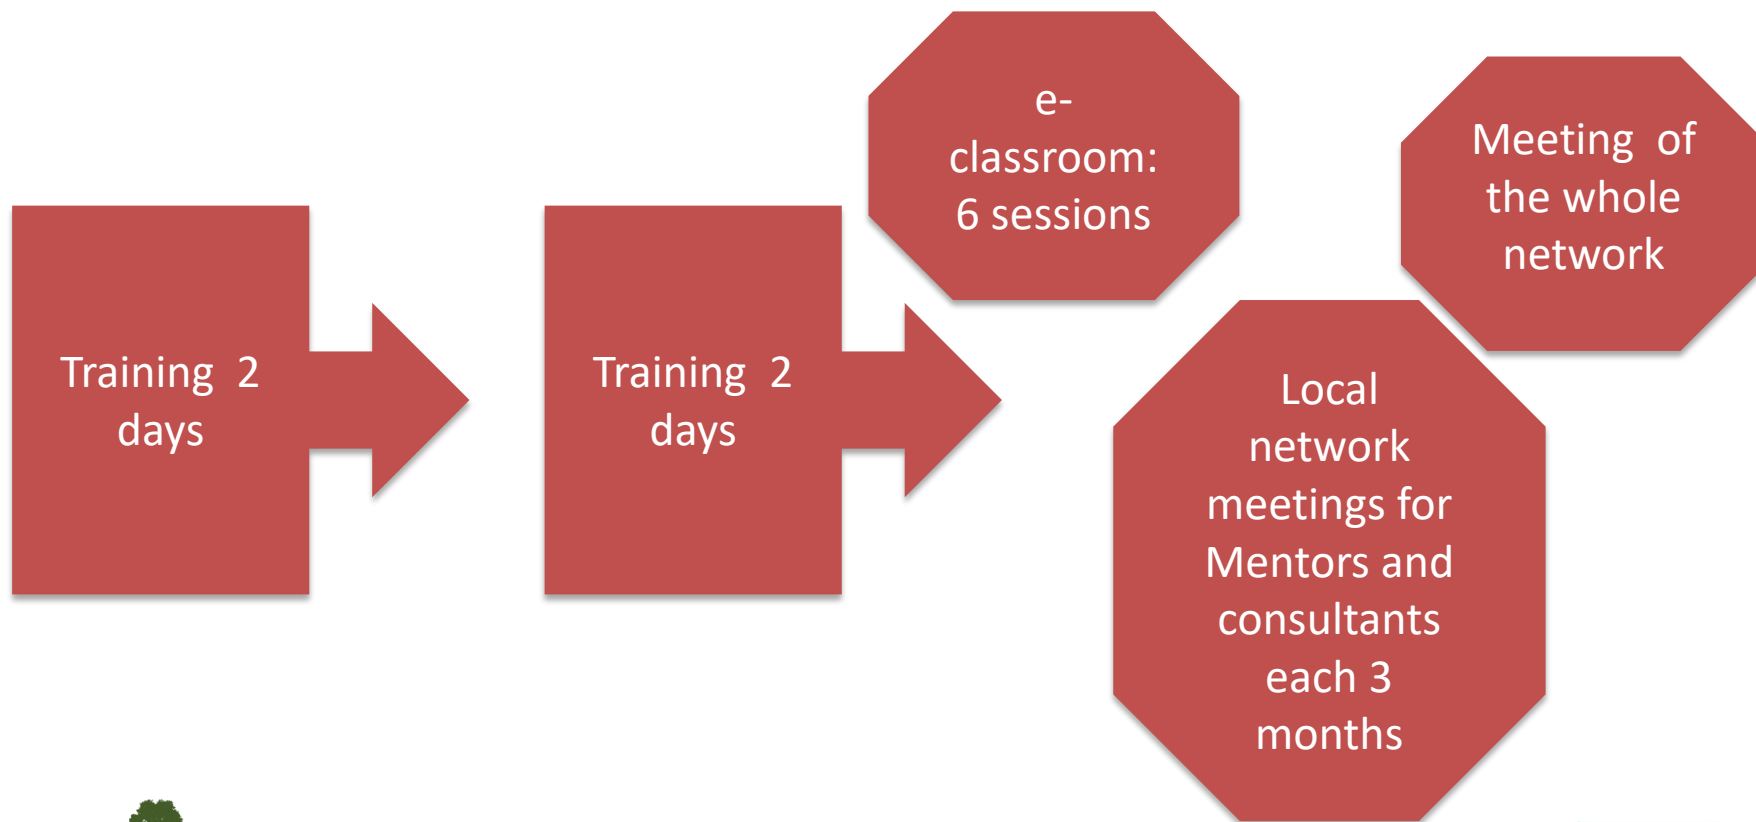 Training 2
days
Training 2
days
e-
classroom:
6 sessions
Meeting of
the whole
network
Local
network
meetings for
Mentors and
consultants
each 3
months